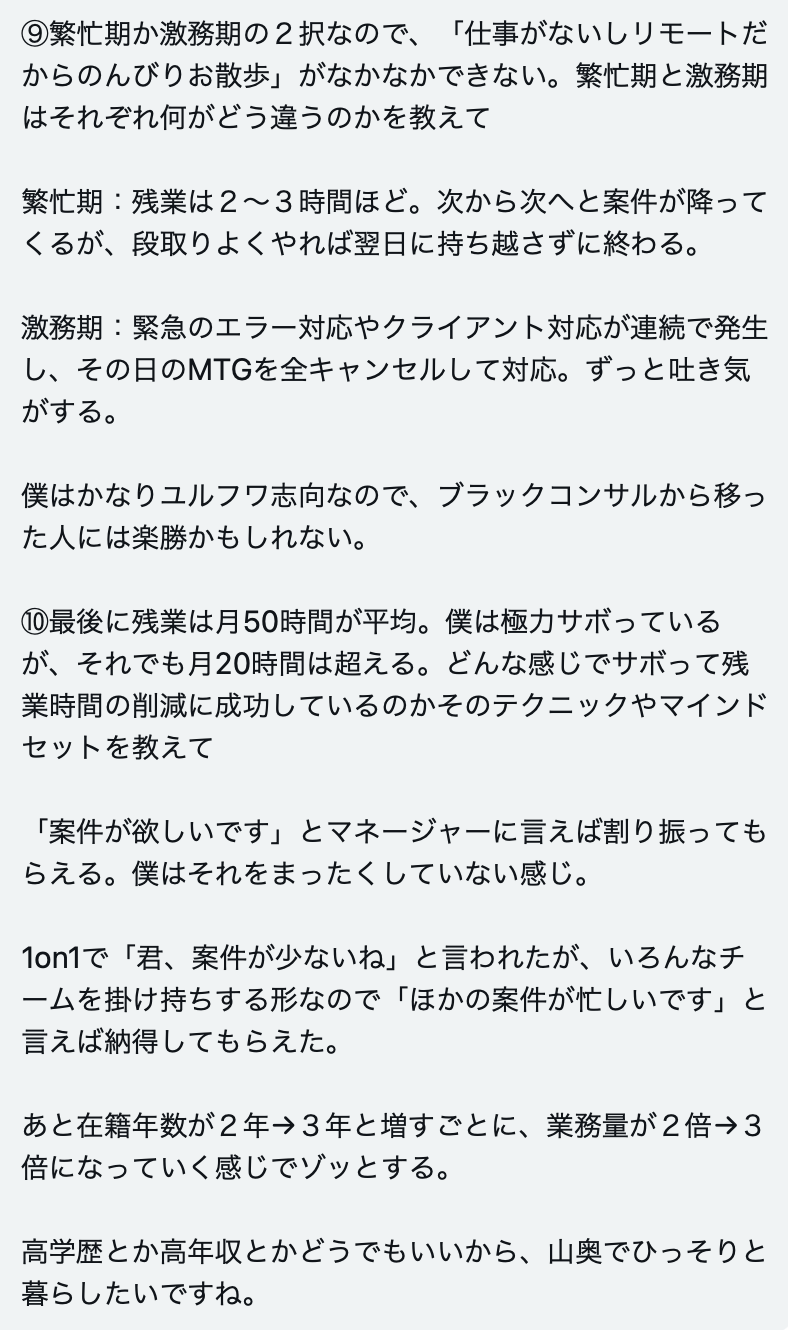 ⑨繁忙期か激務期の２択なので、「仕事がないしリモートだ
からのんびりお散歩」がなかなかできない。繁忙期と激務期
はそれぞれ何がどう違うのかを教えて
繁忙期：残業は２〜３時間ほど。次から次へと案件が降って
くるが、段取りよくやれば翌日に持ち越さずに終わる。
激務期：緊急のエラー対応やクライアント対応が連続で発生
し、その日のMTGを全キャンセルして対応。ずっと吐き気
がする。
僕はかなりユルフワ志向なので、ブラックコンサルから移っ
た人には楽勝かもしれない。
⑩最後に残業は月50時間が平均。僕は極力サボっている
が、それでも月20時間は超える。どんな感じでサボって残
業時間の削減に成功しているのかそのテクニックやマインド
セットを教えて
「案件が欲しいです」とマネージャーに言えば割り振っても
らえる。僕はそれをまったくしていない感じ。
1on1で「君、案件が少ないね」と言われたが、いろんなチ
ームを掛け持ちする形なので「ほかの案件が忙しいです」と
言えば納得してもらえた。
あと在籍年数が２年→３年と増すごとに、業務量が２倍→３
倍になっていく感じでゾッとする。
高学歴とか高年収とかどうでもいいから、山奥でひっそりと
暮らしたいですね。